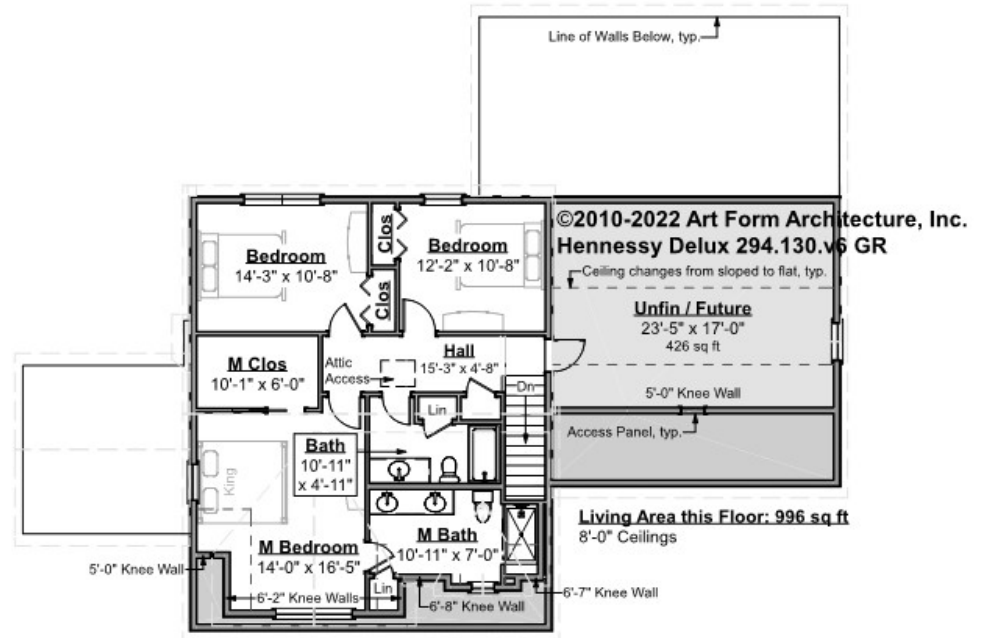 Line of Walls Below, typ.
©2010-2022 Art Form Architecture, Inc.
Hennessy Delux 294.130.v6 GR
Clos
Bedroom
14'-3" x 10'-8"
Bedroom
12'-2" x 10'-8"
Ceiling changes from sloped to flat, typ.
Clos
Unfin / Future
23'-5" x 17'-0"
426 sq ft
M Clos
10'-1" x 6'-0"
Attic
Access
Hall
15'-3" x 4'-8"
Dn
5'-0" Knee Wall
Lin
Access Panel, typ.
Bath
10'-11"
x 4'-11"
King
Living Area this Floor: 996 sq ft
8'-0" Ceilings
M Bedroom
14'-0" x 16'-5"
M Bath
10'-11" x 7'-0"
5'-0" Knee Wall
Lin
6'-2" Knee Walls
6'-8" Knee Wall
6'-7" Knee Wall